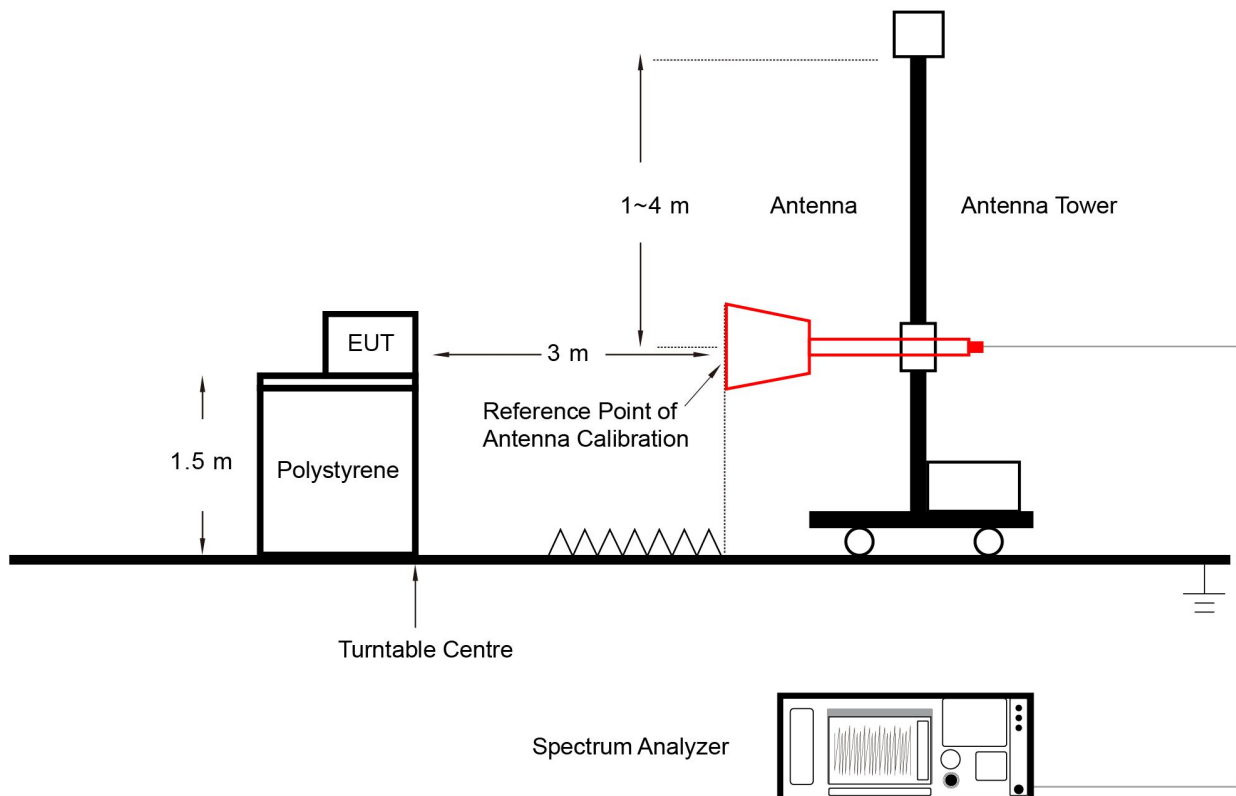 1~4 m
Antenna
Antenna Tower
EUT
3 m
Reference Point of
Antenna Calibration
1.5 m
Polystyrene
Turntable Centre
Spectrum Analyzer